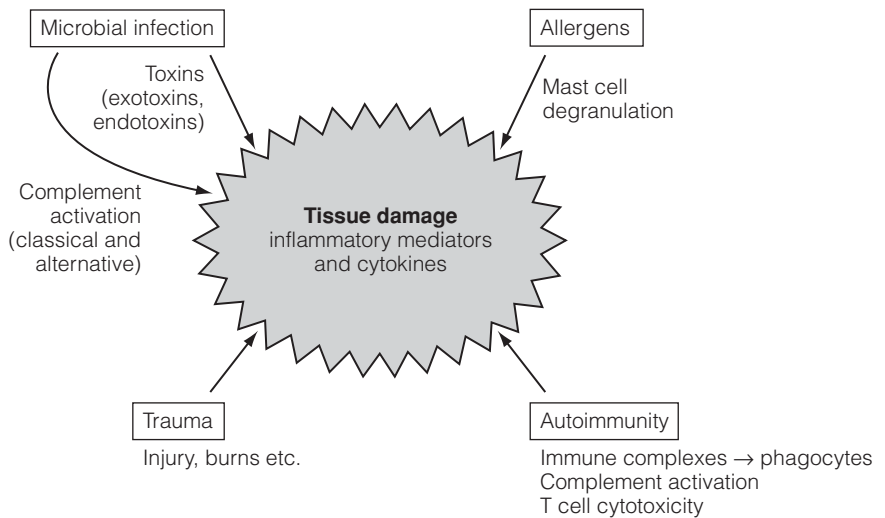 Microbial infection
Toxins
(exotoxins,
endotoxins)
Complement
activation
(classical and
alternative)
Allergens
Mast cell
degranulation
Tissue damage
inflammatory mediators
and cytokines
Trauma
Injury, burns etc.
Autoimmunity
Immune complexes → phagocytes
Complement activation
T cell cytotoxicity